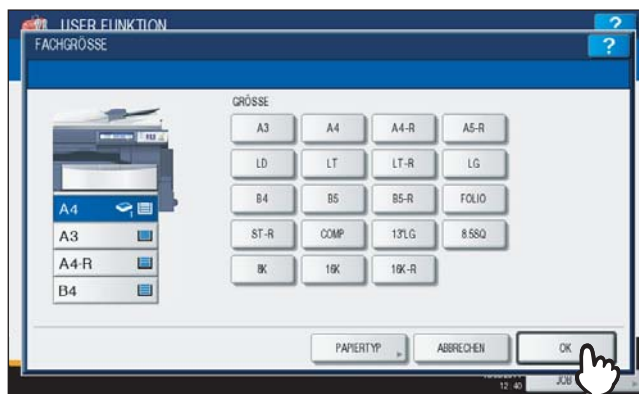 USER FUNKTION ?
FACHGRÖSSE ?
GRÖSSE
A3 A4 A4-R A5-R
LD LT LT-R LG
B4 B5 B5-R FOLIO
ST-R COMP 13"LG 8.5SQ
8K 16K 16K-R
A4 1
A3
A4-R
B4
PAPIERTYP ABBRECHEN OK
12:40 JOB